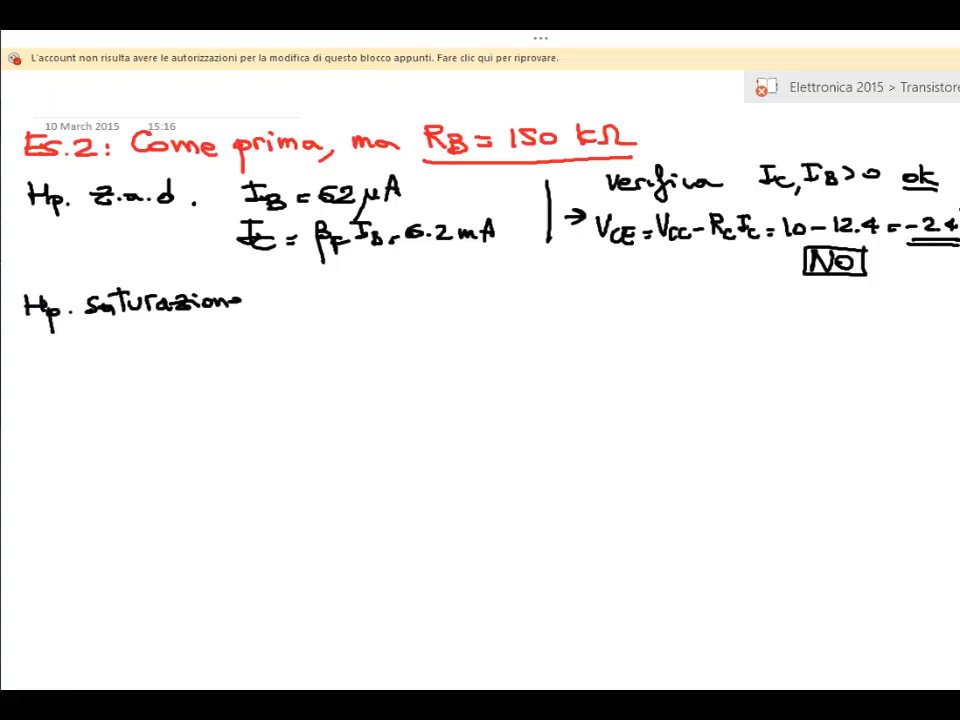 L'account non risulta avere le autorizzazioni per la modifica di questo blocco appunti. Fare clic qui per riprovare.
Elettronica 2015 > Transistore
10 March 2015 15:16
Es.2: Come prima, ma RB = 150 kΩ
Hp. z.a.d. IB = 62 μA
IC = βF IB = 6.2 mA
verifica IC, IB > 0 ok
→ VCE = VCC - RC IC = 10 - 12.4 = -2.4
NO
Hp. saturazione